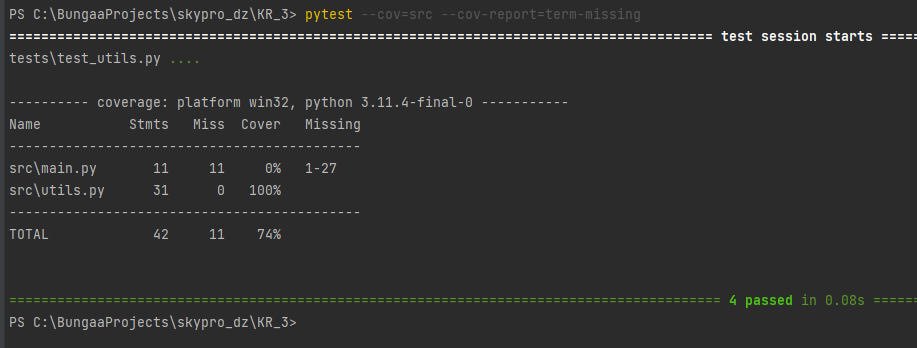 PS C:\BungaaProjects\skypro_dz\KR_3> pytest --cov=src --cov-report=term-missing
======================================================================================== test session starts =====
tests\test_utils.py ....
---------- coverage: platform win32, python 3.11.4-final-0 -----------
Name               Stmts   Miss  Cover   Missing
--------------------------------------------
src\main.py       11     11     0%   1-27
src\utils.py      31      0   100%
--------------------------------------------
TOTAL             42     11    74%
========================================================================================= 4 passed in 0.08s ======
PS C:\BungaaProjects\skypro_dz\KR_3>